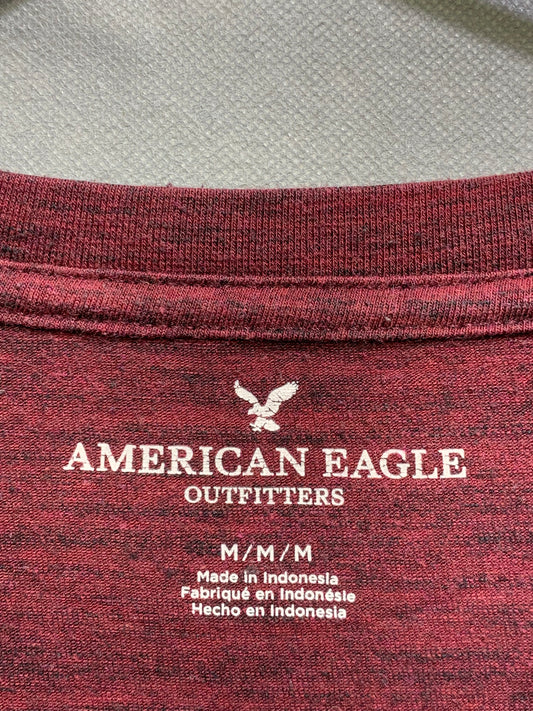 AMERICAN EAGLE
OUTFITTERS
M/M/M
Made in Indonesia
Fabriqué en Indonésie
Hecho en Indonesia